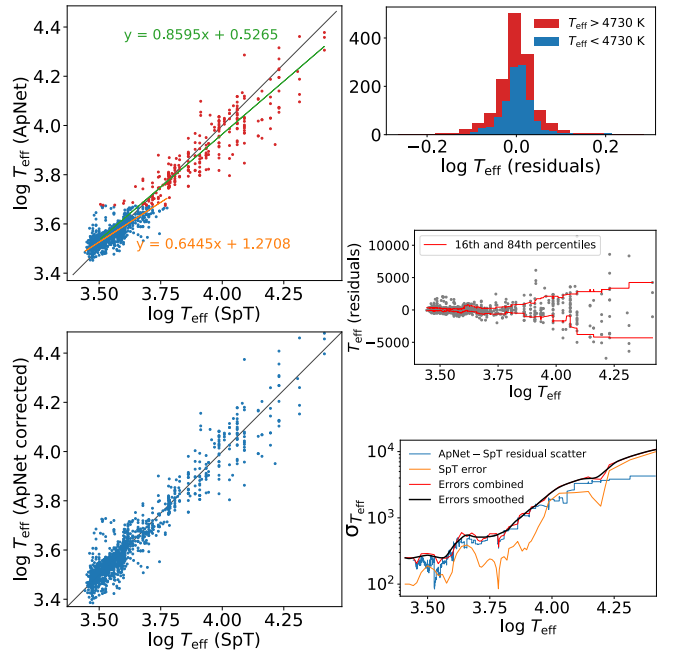 y = 0.8595x + 0.5265
y = 0.6445x + 1.2708
log T_eff (ApNet)
4.4
4.2
4.0
3.8
3.6
3.4
3.50 3.75 4.00 4.25
log T_eff (SpT)
T_eff > 4730 K
T_eff < 4730 K
400
200
0
−0.2 0.0 0.2
log T_eff (residuals)
16th and 84th percentiles
T_eff (residuals)
10000
5000
0
−5000
3.50 3.75 4.00 4.25
log T_eff
log T_eff (ApNet corrected)
4.4
4.2
4.0
3.8
3.6
3.4
3.50 3.75 4.00 4.25
log T_eff (SpT)
ApNet − SpT residual scatter
SpT error
Errors combined
Errors smoothed
σ_T_eff
10^4
10^3
10^2
3.50 3.75 4.00 4.25
log T_eff